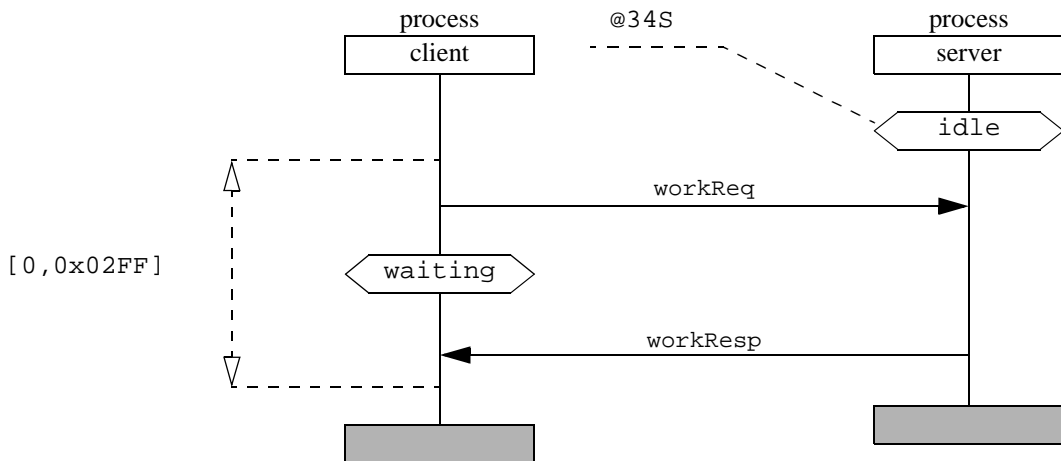 process
@34S
process
client
server
idle
workReq
[0,0x02FF]
waiting
workResp